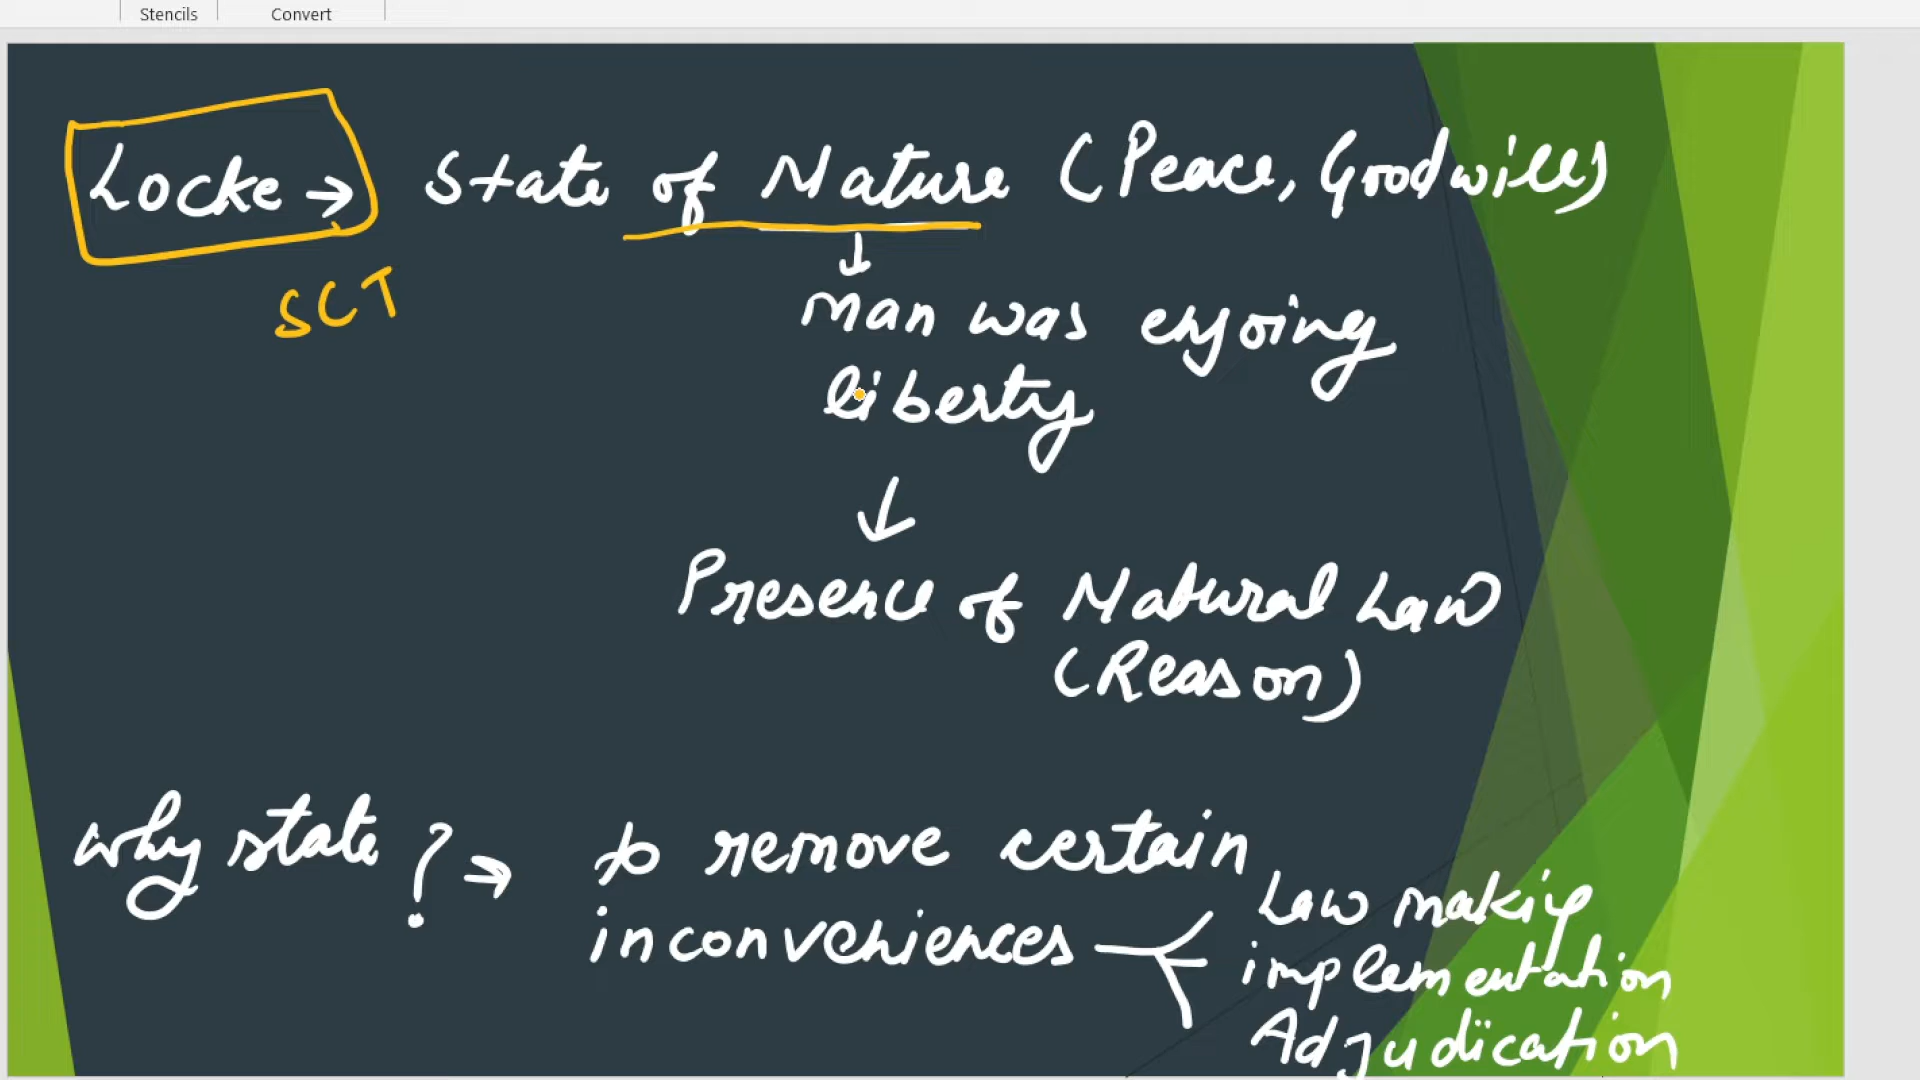 Stencils Convert
Locke → State of Nature (Peace, Goodwill)
SCT
↓
Man was enjoing
liberty
↓
Presence of Natural Law
(Reason)
Why state ? → to remove certain
inconveniences
Law making
implementation
Adjudication